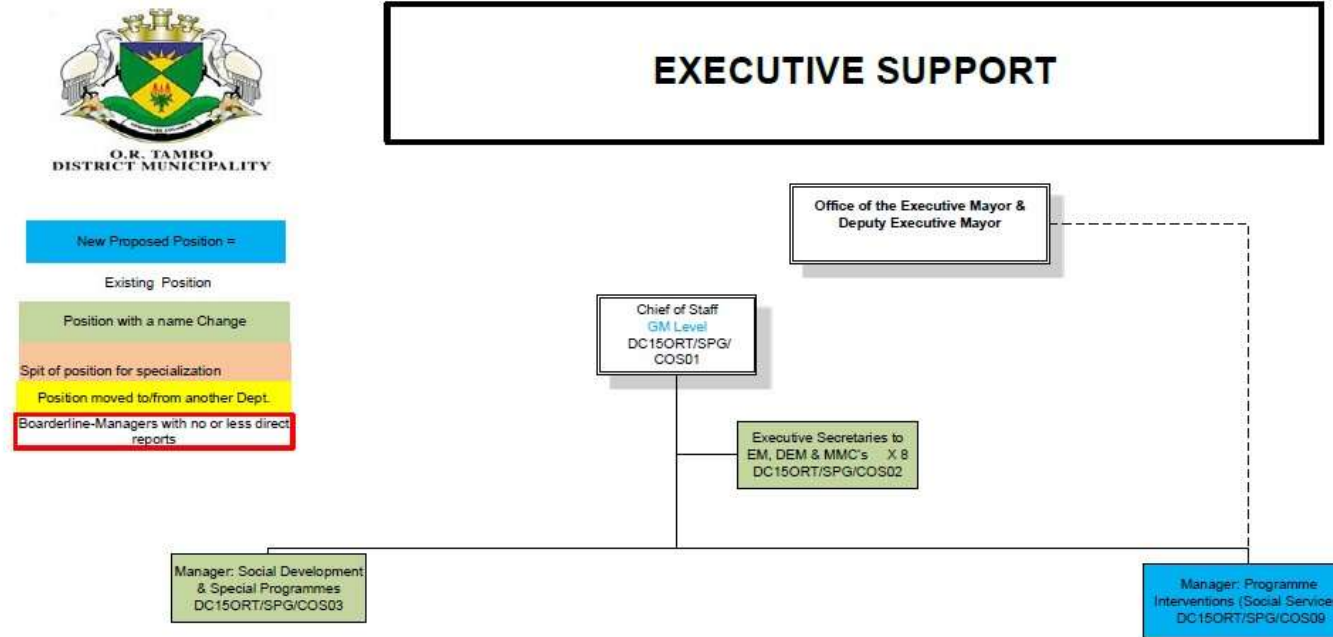 O.R. TAMBO
DISTRICT MUNICIPALITY
EXECUTIVE SUPPORT
New Proposed Position =
Existing Position
Position with a name Change
Spit of position for specialization
Position moved to/from another Dept.
Boarderline-Managers with no or less direct
reports
Office of the Executive Mayor &
Deputy Executive Mayor
Chief of Staff
GM Level
DC15ORT/SPG/
COS01
Executive Secretaries to
EM, DEM & MMC's X 8
DC15ORT/SPG/COS02
Manager: Social Development
& Special Programmes
DC15ORT/SPG/COS03
Manager: Programme
Interventions (Social Service
DC15ORT/SPG/COS09